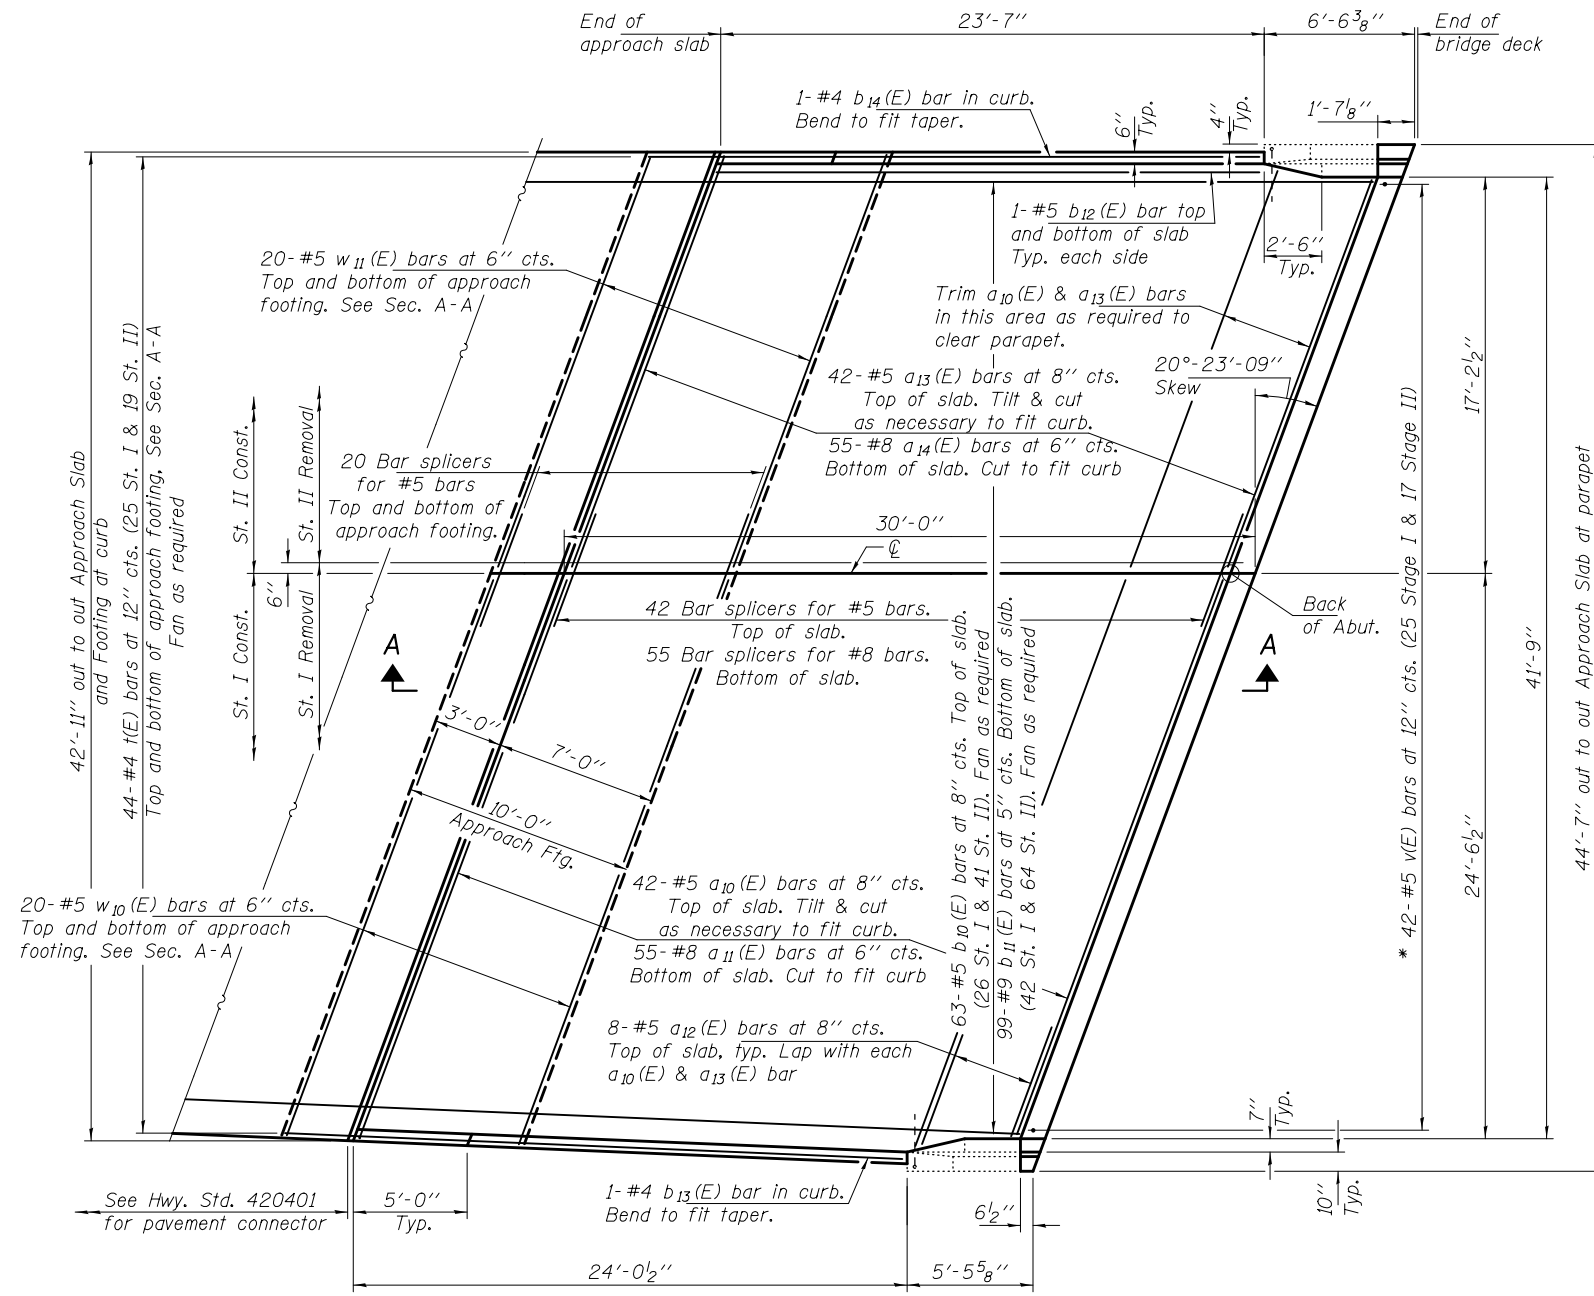 End of
approach slab
23'-7"
6'-6 3/8"
End of
bridge deck
1-#4 b14(E) bar in curb.
Bend to fit taper.
6"
Typ.
4"
Typ.
1'-7 1/8"
1-#5 b12(E) bar top
and bottom of slab
Typ. each side
2'-6"
Typ.
20-#5 w11(E) bars at 6" cts.
Top and bottom of approach
footing. See Sec. A-A
Trim a10(E) & a13(E) bars
in this area as required to
clear parapet.
20°-23'-09"
Skew
42-#5 a13(E) bars at 8" cts.
Top of slab. Tilt & cut
as necessary to fit curb.
55-#8 a14(E) bars at 6" cts.
Bottom of slab. Cut to fit curb
42'-11" out to out Approach Slab
and Footing at curb
44-#4 t(E) bars at 12" cts. (25 St. I & 19 St. II)
Top and bottom of approach footing, See Sec. A-A
Fan as required
St. II Const.
St. II Removal
St. I Const.
St. I Removal
6"
20 Bar splicers
for #5 bars
Top and bottom of
approach footing.
30'-0"
℄
42 Bar splicers for #5 bars.
Top of slab.
55 Bar splicers for #8 bars.
Bottom of slab.
Back
of Abut.
A
A
17'-2 1/2"
41'-9"
24'-6 1/2"
* 42-#5 v(E) bars at 12" cts. (25 Stage I & 17 Stage II)
44'-7" out to out Approach Slab at parapet
3'-0"
7'-0"
10'-0"
Approach Ftg.
63-#5 b10(E) bars at 8" cts. Top of slab.
(26 St. I & 41 St. II). Fan as required
99-#9 b11(E) bars at 5" cts. Bottom of slab.
(42 St. I & 64 St. II). Fan as required
42-#5 a10(E) bars at 8" cts.
Top of slab. Tilt & cut
as necessary to fit curb.
55-#8 a11(E) bars at 6" cts.
Bottom of slab. Cut to fit curb
20-#5 w10(E) bars at 6" cts.
Top and bottom of approach
footing. See Sec. A-A
8-#5 a12(E) bars at 8" cts.
Top of slab, typ. Lap with each
a10(E) & a13(E) bar
7"
Typ.
10"
Typ.
See Hwy. Std. 420401
for pavement connector
5'-0"
Typ.
1-#4 b13(E) bar in curb.
Bend to fit taper.
6 1/2"
24'-0 1/2"
5'-5 5/8"